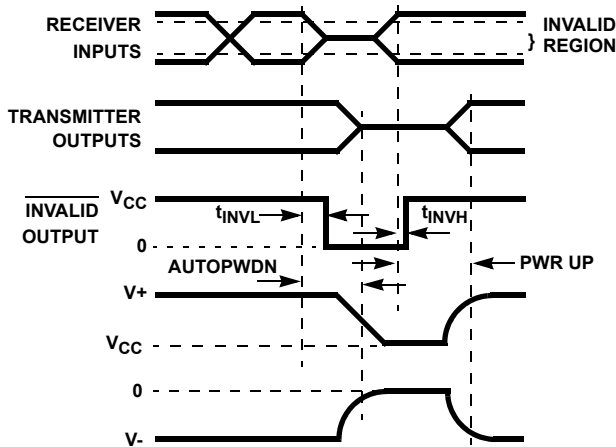 RECEIVER
INPUTS
} INVALID
REGION
TRANSMITTER
OUTPUTS
INVALID
OUTPUT
VCC
0
tINVL
tINVH
AUTOPWDN
PWR UP
V+
VCC
0
V-